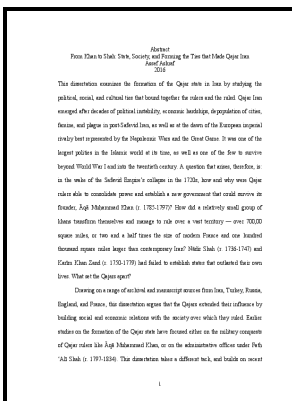 Abstract
From Khan to Shah: State, Society, and Forming the Ties that Made Qajar Iran
Assef Ashraf
2016
This dissertation examines the formation of the Qajar state in Iran by studying the
political, social, and cultural ties that bound together the rulers and the ruled. Qajar Iran
emerged after decades of political instability, economic hardships, depopulation of cities,
famine, and plague in post-Safavid Iran, as well as at the dawn of the European imperial
rivalry best represented by the Napoleonic Wars and the Great Game. It was one of the
largest polities in the Islamic world at its time, as well as one of the few to survive
beyond World War I and into the twentieth century. A question that arises, therefore, is:
in the wake of the Safavid Empire's collapse in the 1720s, how and why were Qajar
rulers able to consolidate power and establish a new government that could survive its
founder, Āqā Muhammad Khan (r. 1785-1797)? How did a relatively small group of
khans transform themselves and manage to rule over a vast territory — over 700,00
square miles, or two and a half times the size of modern France and one hundred
thousand square miles larger than contemporary Iran? Nādir Shah (r. 1736-1747) and
Karīm Khan Zand (r. 1750-1779) had failed to establish states that outlasted their own
lives. What set the Qajars apart?
Drawing on a range of archival and manuscript sources from Iran, Turkey, Russia,
England, and France, this dissertation argues that the Qajars extended their influence by
building social and economic relations with the society over which they ruled. Earlier
studies on the formation of the Qajar state have focused either on the military conquests
of Qajar rulers like Āqā Muhammad Khan, or on the administrative offices under Fath
'Ali Shah (r. 1797-1834). This dissertation takes a different tack, and builds on recent
1